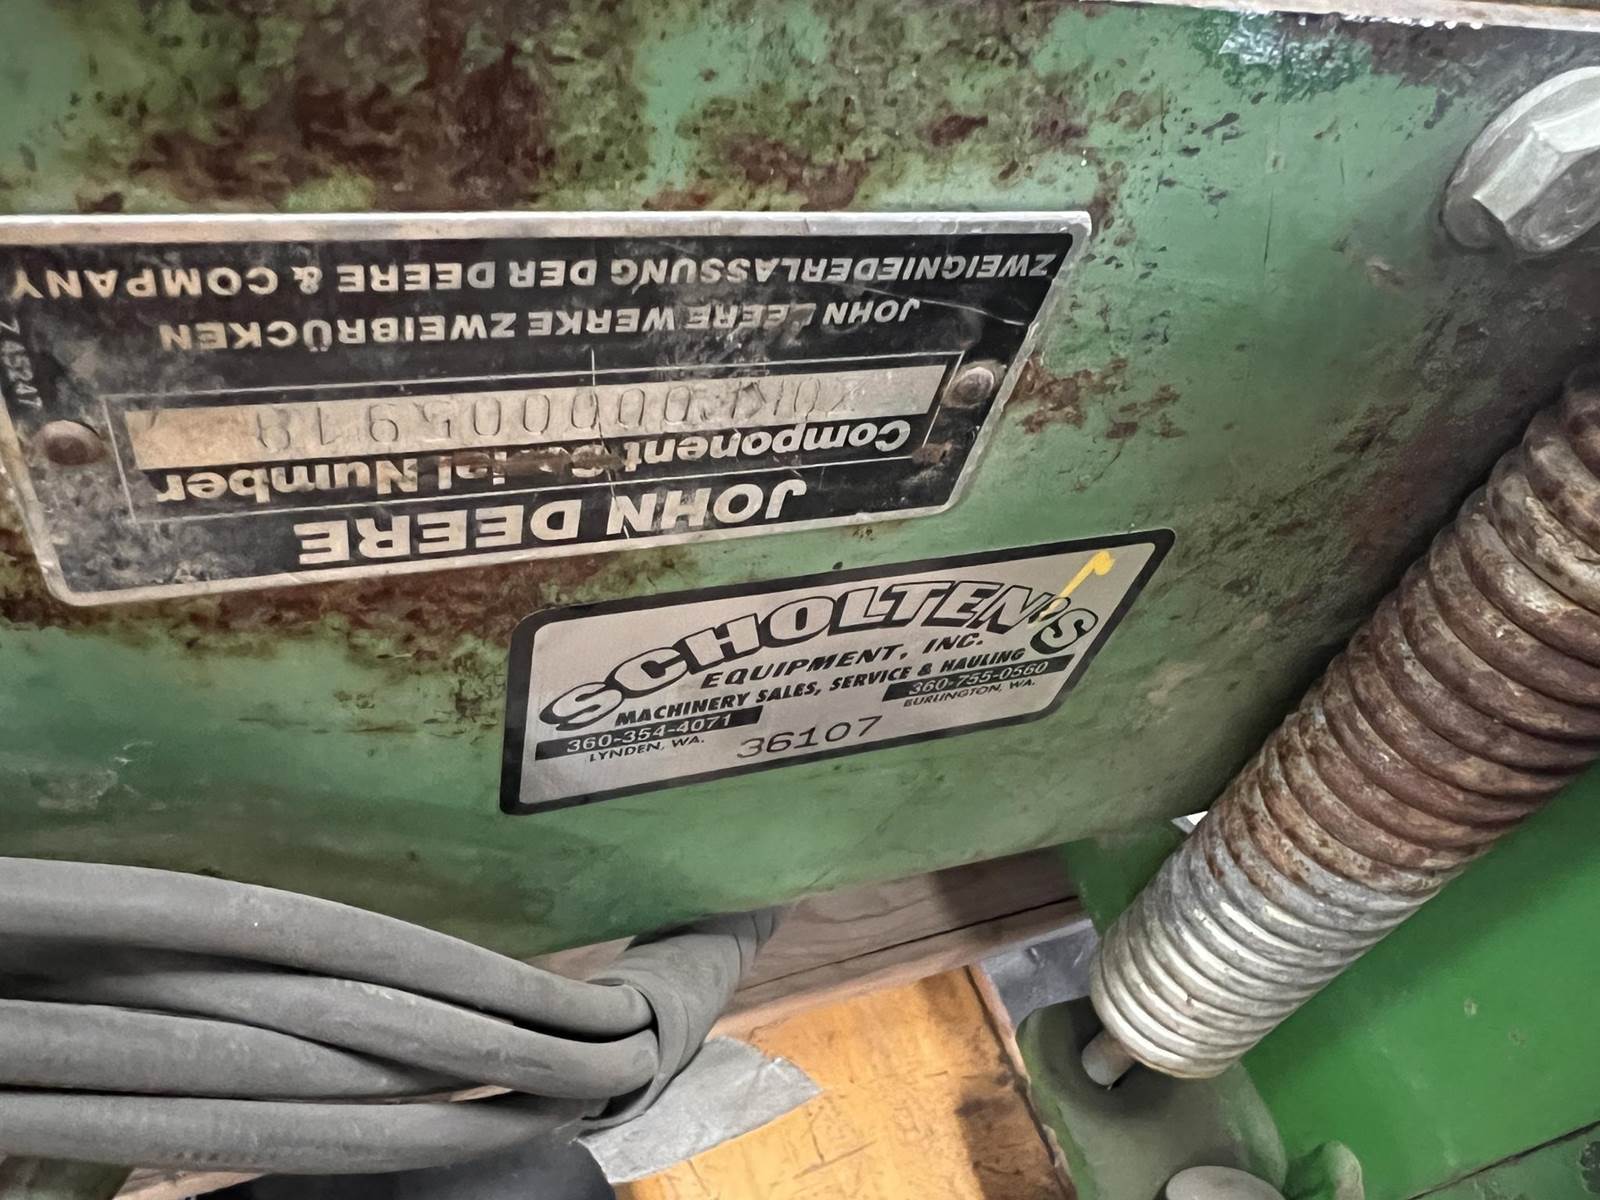 JOHN DEERE
Component Serial Number
JOHN DEERE WERKE ZWEIBRÜCKEN
ZWEIGNIEDERLASSUNG DER DEERE & COMPANY
SCHOLTEN'S
EQUIPMENT, INC.
MACHINERY SALES, SERVICE & HAULING
360-354-4071 360-755-0560
LYNDEN, WA. BURLINGTON, WA.
36107